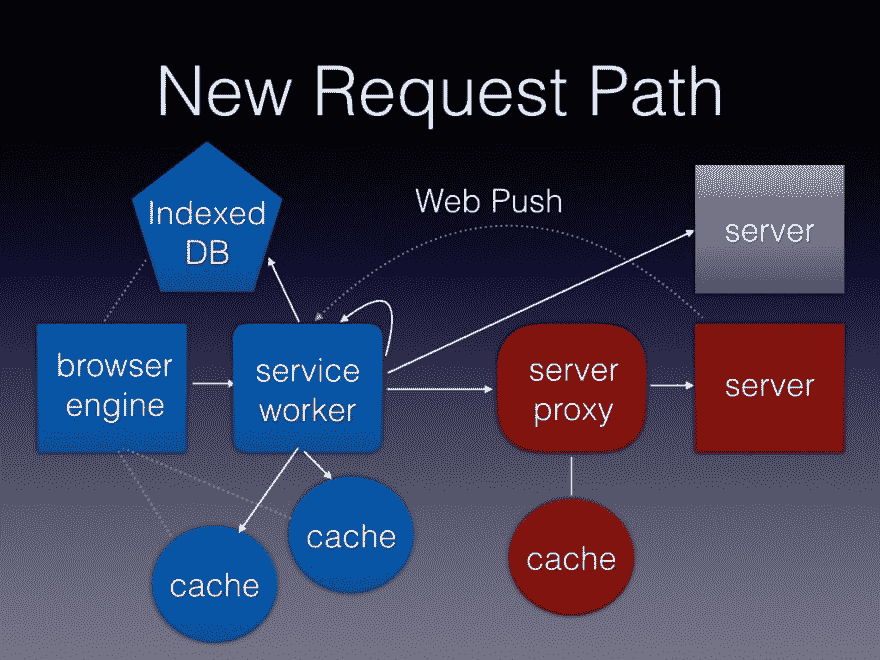 New Request Path
Indexed
DB
Web Push
server
browser
engine
service
worker
server
proxy
server
cache
cache
cache